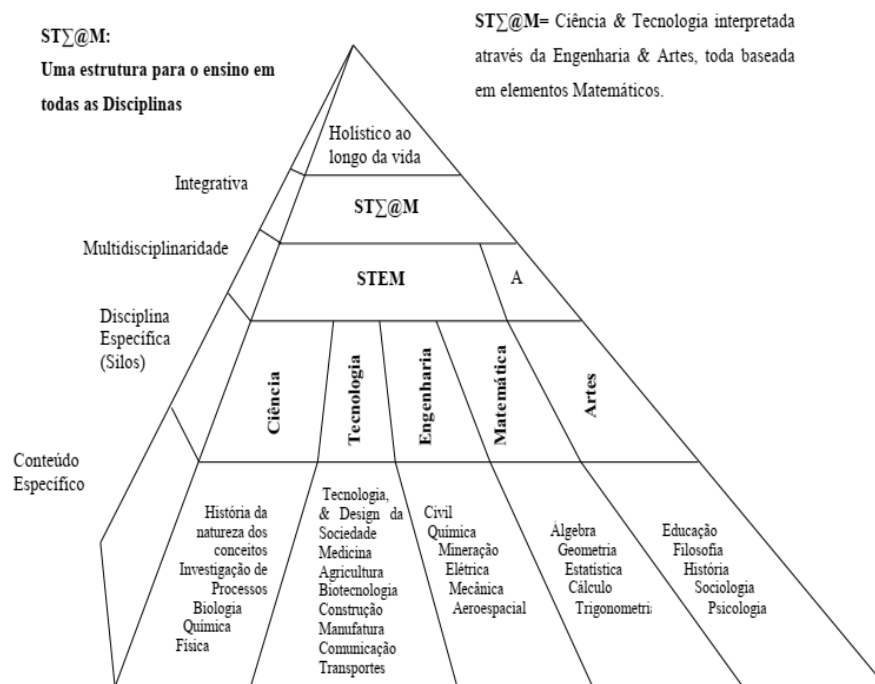 ST∑@M:
Uma estrutura para o ensino em
todas as Disciplinas
ST∑@M= Ciência & Tecnologia interpretada
através da Engenharia & Artes, toda baseada
em elementos Matemáticos.
Holístico ao
longo da vida
Integrativa
ST∑@M
Multidisciplinaridade
STEM
A
Disciplina
Específica
(Silos)
Ciência
Tecnologia
Engenharia
Matemática
Artes
Conteúdo
Específico
História da
natureza dos
conceitos
Investigação de
Processos
Biologia
Química
Física
Tecnologia,
& Design da
Sociedade
Medicina
Agricultura
Biotecnologia
Construção
Manufatura
Comunicação
Transportes
Civil
Química
Mineração
Elétrica
Mecânica
Aeroespacial
Álgebra
Geometria
Estatística
Cálculo
Trigonometri
Educação
Filosofia
História
Sociologia
Psicologia